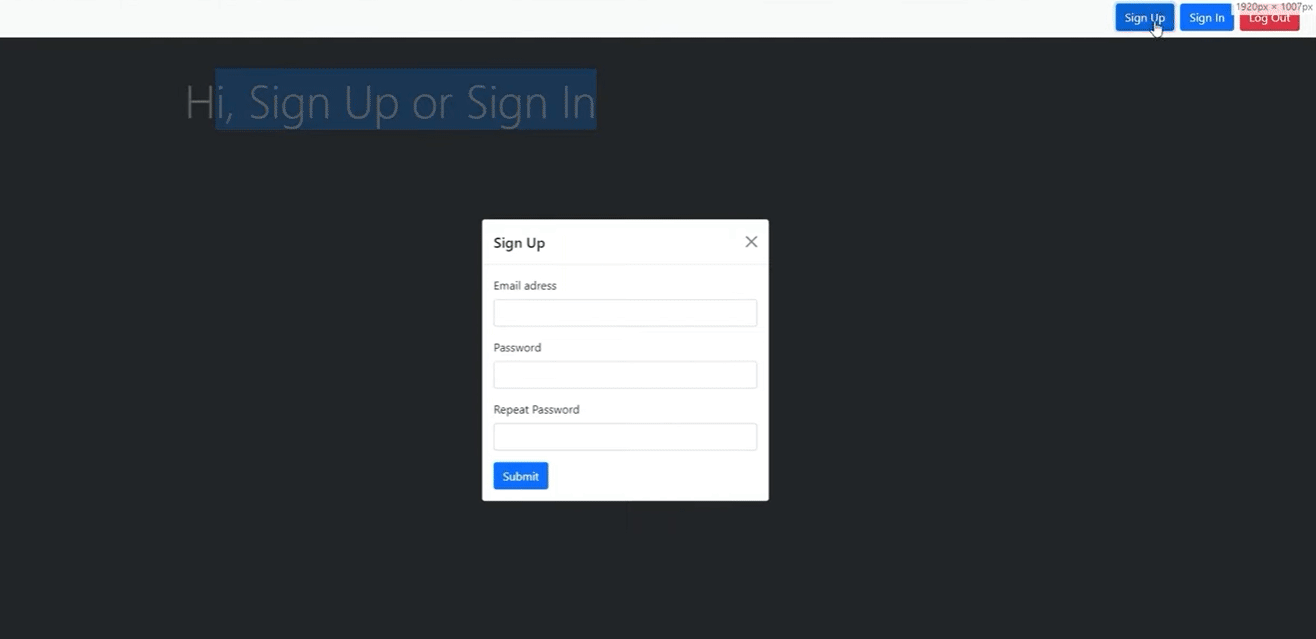 Sign Up Sign In Log Out
1920px × 1007px
Hi, Sign Up or Sign In
Sign Up
Email adress
Password
Repeat Password
Submit